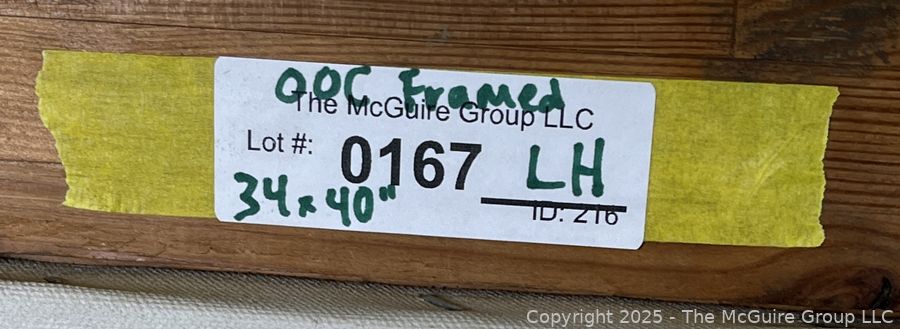 OOC Framed
The McGuire Group LLC
Lot #: 0167 LH
34 x 40"
ID: 216
Copyright 2025 - The McGuire Group LLC